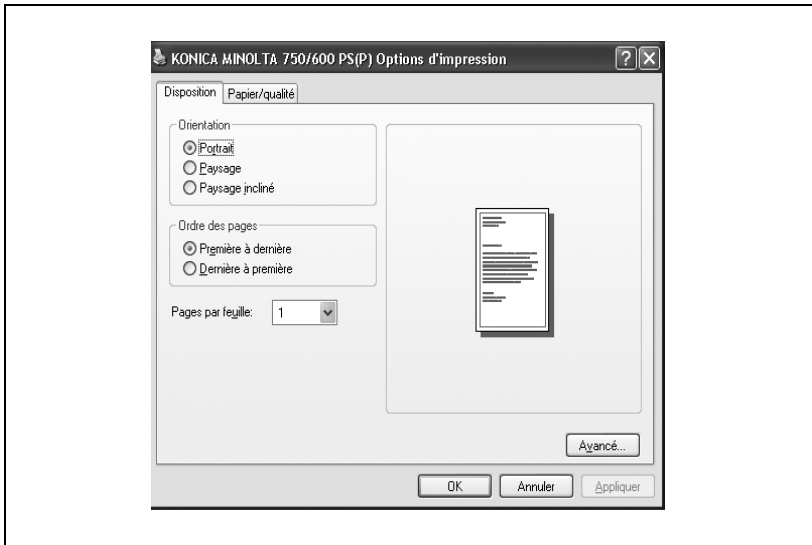 KONICA MINOLTA 750/600 PS(P) Options d'impression
Disposition Papier/qualité
Orientation
Portrait
Paysage
Paysage incliné
Ordre des pages
Première à dernière
Dernière à première
Pages par feuille: 1
Avancé...
OK Annuler Appliquer